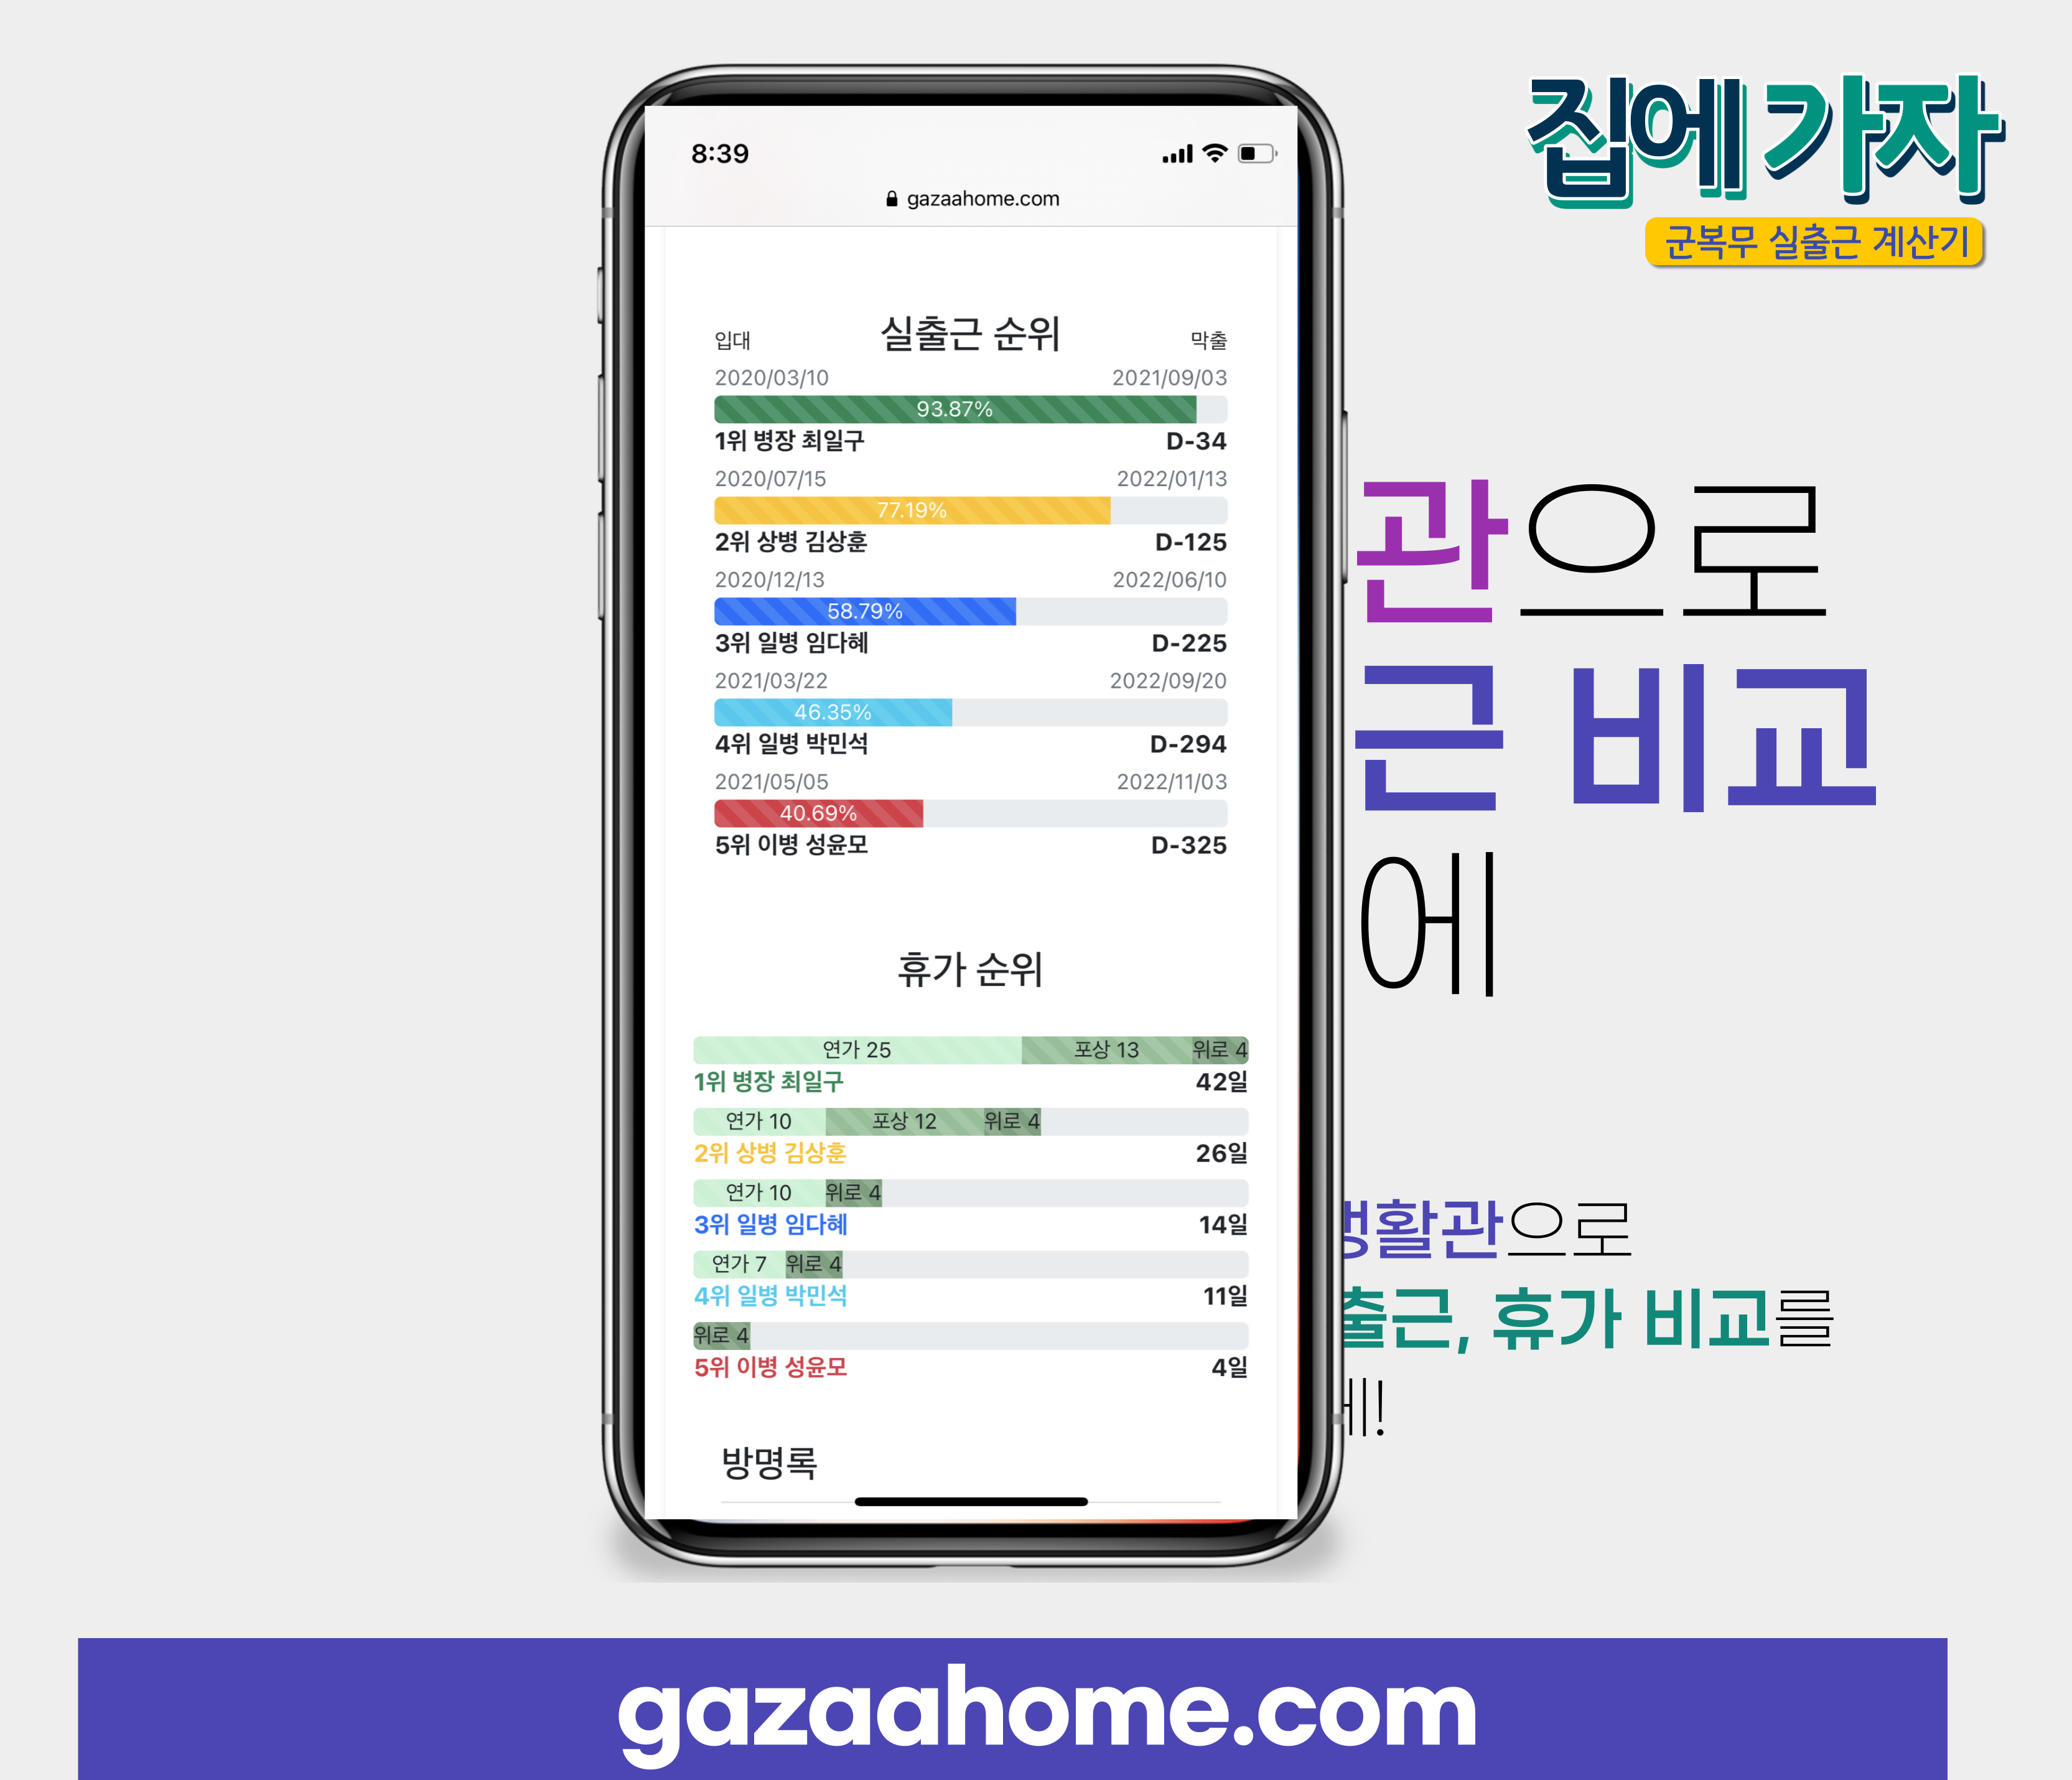 집에 가자
군복무 실출근 계산기
8:39
gazaahome.com
입대 실출근 순위 막출
2020/03/10 2021/09/03
93.87%
1위 병장 최일구 D-34
2020/07/15 2022/01/13
77.19%
2위 상병 김상훈 D-125
2020/12/13 2022/06/10
58.79%
3위 일병 임다혜 D-225
2021/03/22 2022/09/20
46.35%
4위 일병 박민석 D-294
2021/05/05 2022/11/03
40.69%
5위 이병 성윤모 D-325
휴가 순위
연가 25 포상 13 위로 4
1위 병장 최일구 42일
연가 10 포상 12 위로 4
2위 상병 김상훈 26일
연가 10 위로 4
3위 일병 임다혜 14일
연가 7 위로 4
4위 일병 박민석 11일
위로 4
5위 이병 성윤모 4일
방명록
관으로
근 비교
에
활관으로
출근, 휴가 비교를
gazaahome.com